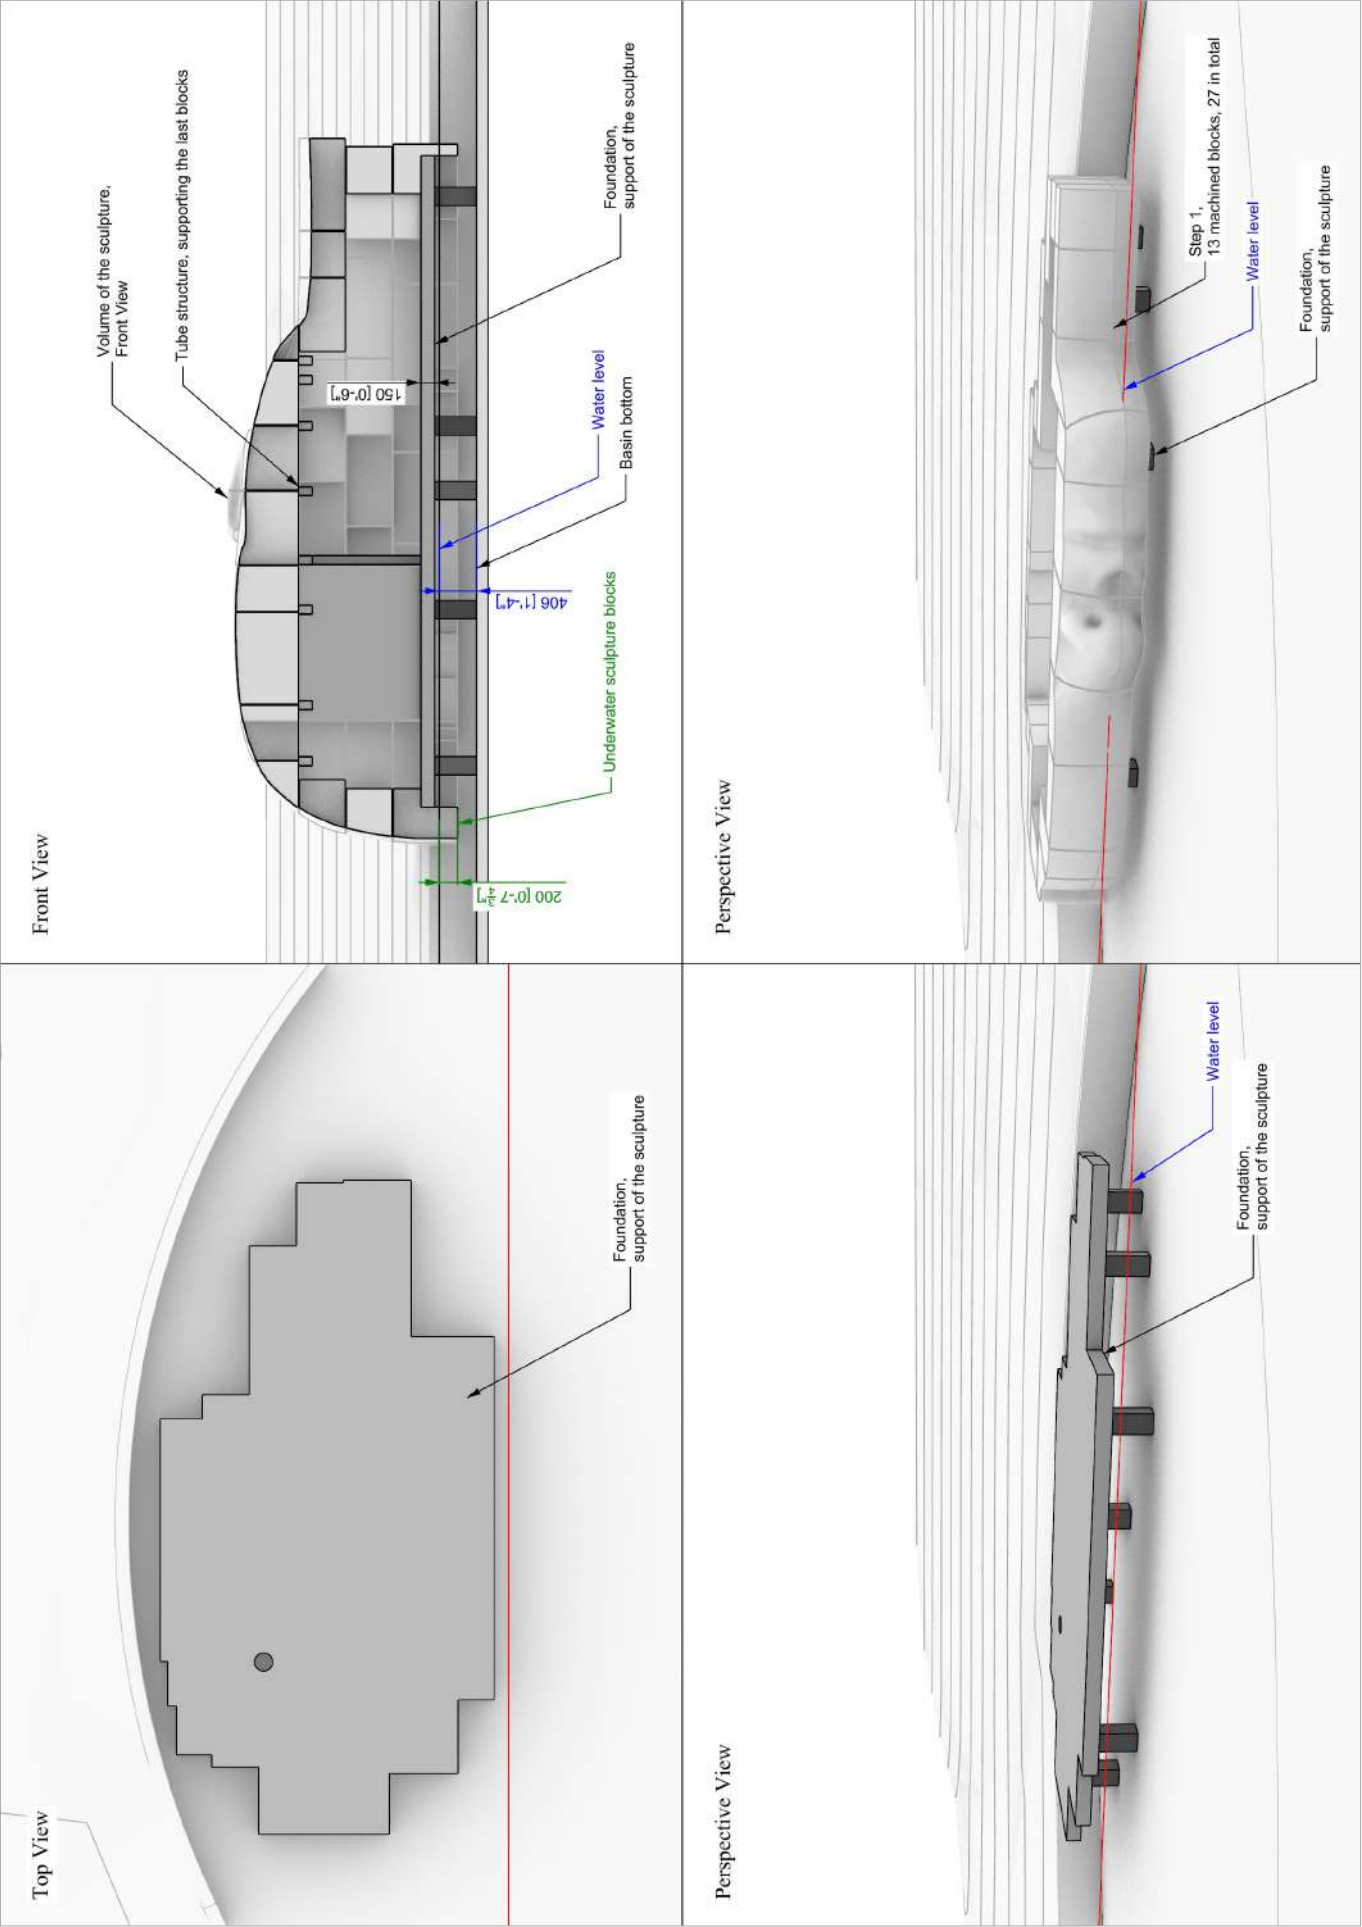 Top View
Foundation,
support of the sculpture
Front View
Volume of the sculpture,
Front View
Tube structure, supporting the last blocks
150 [0'-6"]
Foundation,
support of the sculpture
Water level
Basin bottom
406 [1'-4"]
Underwater sculpture blocks
200 [0'-7 3/4"]
Perspective View
Water level
Foundation,
support of the sculpture
Perspective View
Step 1,
13 machined blocks, 27 in total
Water level
Foundation,
support of the sculpture